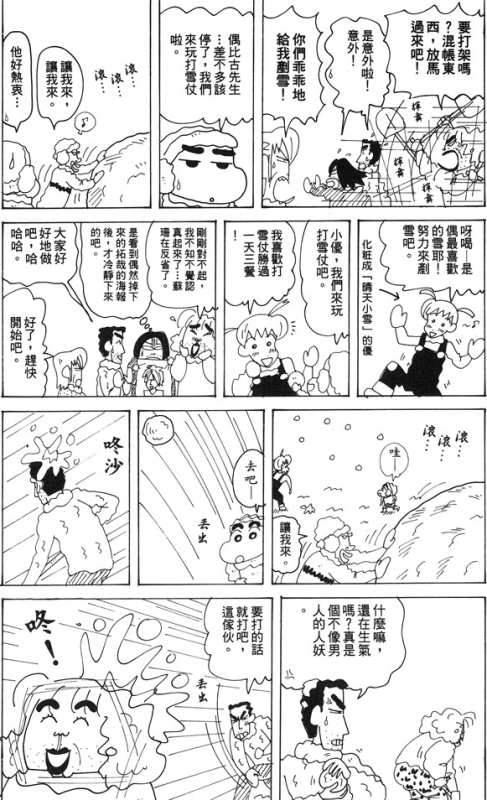 要打架嗎
？混帳東
西，放馬
過來吧！
是意外啦！
意外！
你們乖乖地
給我剷雪！
偶比古先生
…差不多該
停了，我們
來玩打雪仗
啦。
滾…
滾…
滾…
讓我來，
讓我來。
他好熱衷…
呀喝—是
偶最喜歡
的雪耶！
努力來剷
雪吧。
化粧成「晴天小雪」的優
小優，我們來玩
打雪仗吧。
我喜歡打
雪仗勝過
一天三餐
剛剛對不起，
我不知不覺認
真起來了…蘇
珊在反省了。
是看到偶然掉下
來的拓哉的海報
後，才冷靜下來
的吧。
大家好
好地做
吧，哈
哈哈。
好了，趕快
開始吧。
滾…
滾…
滾…
哇—
讓我來。
去吧—
丟出
咚沙
什麼嘛，
還在生氣
嗎？真是
個不像男
人的人妖
要打的話
就打吧，
這傢伙。
丟出
咚！